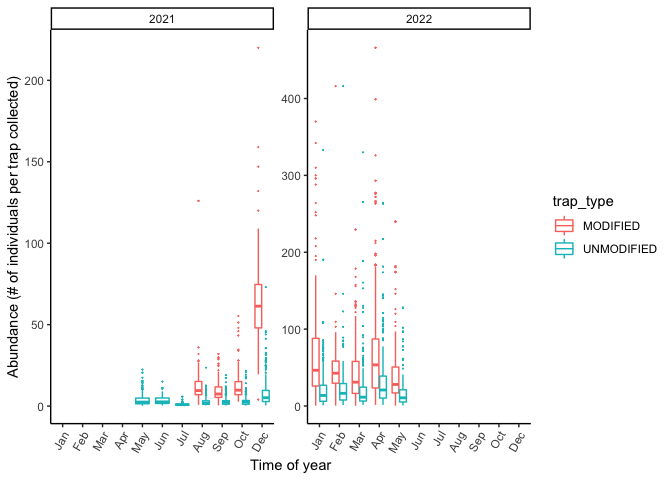 2021
2022
Abundance (# of individuals per trap collected)
200
150
100
50
0
400
300
200
100
0
Jan Feb Mar Apr May Jun Jul Aug Sep Oct Dec
Jan Feb Mar Apr May Jun Jul Aug Sep Oct Dec
Time of year
trap_type
MODIFIED
UNMODIFIED